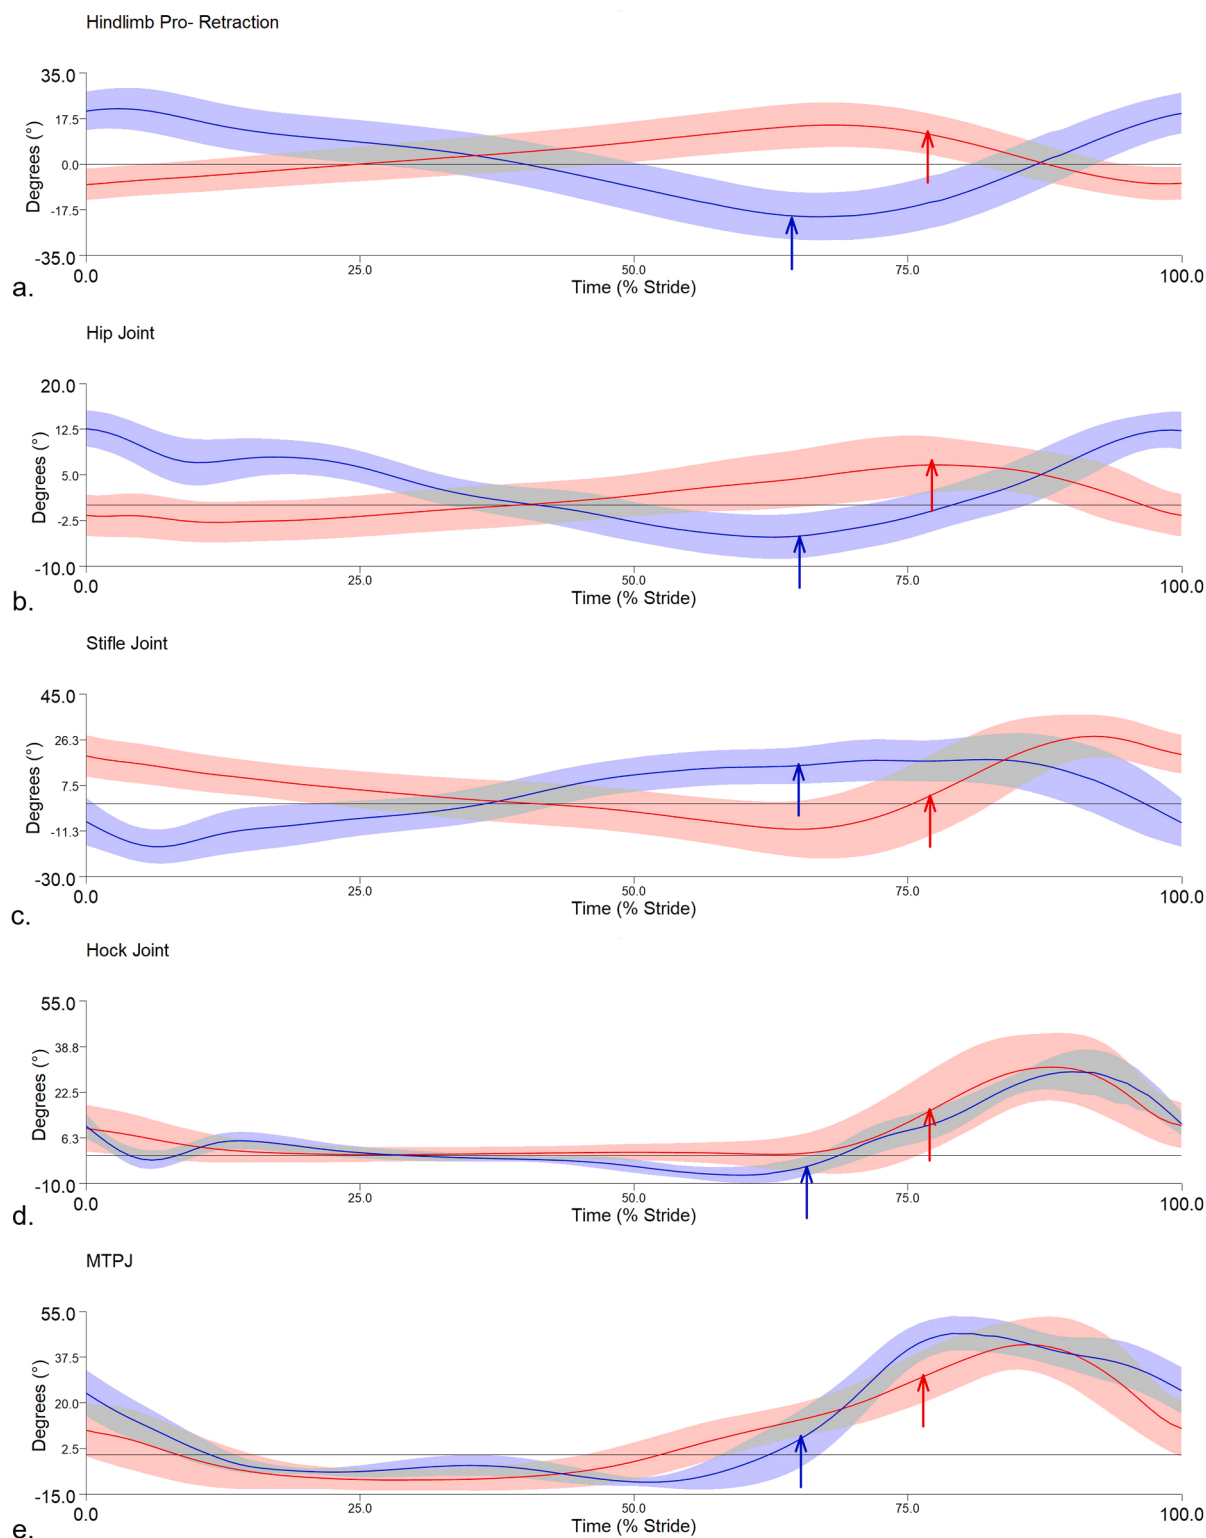 Hindlimb Pro- Retraction
35.0
17.5
0.0
-17.5
-35.0
Degrees (°)
0.0 25.0 50.0 75.0 100.0
Time (% Stride)
a.
Hip Joint
20.0
12.5
5.0
-2.5
-10.0
Degrees (°)
0.0 25.0 50.0 75.0 100.0
Time (% Stride)
b.
Stifle Joint
45.0
26.3
7.5
-11.3
-30.0
Degrees (°)
0.0 25.0 50.0 75.0 100.0
Time (% Stride)
c.
Hock Joint
55.0
38.8
22.5
6.3
-10.0
Degrees (°)
0.0 25.0 50.0 75.0 100.0
Time (% Stride)
d.
MTPJ
55.0
37.5
20.0
2.5
-15.0
Degrees (°)
0.0 25.0 50.0 75.0 100.0
Time (% Stride)
e.